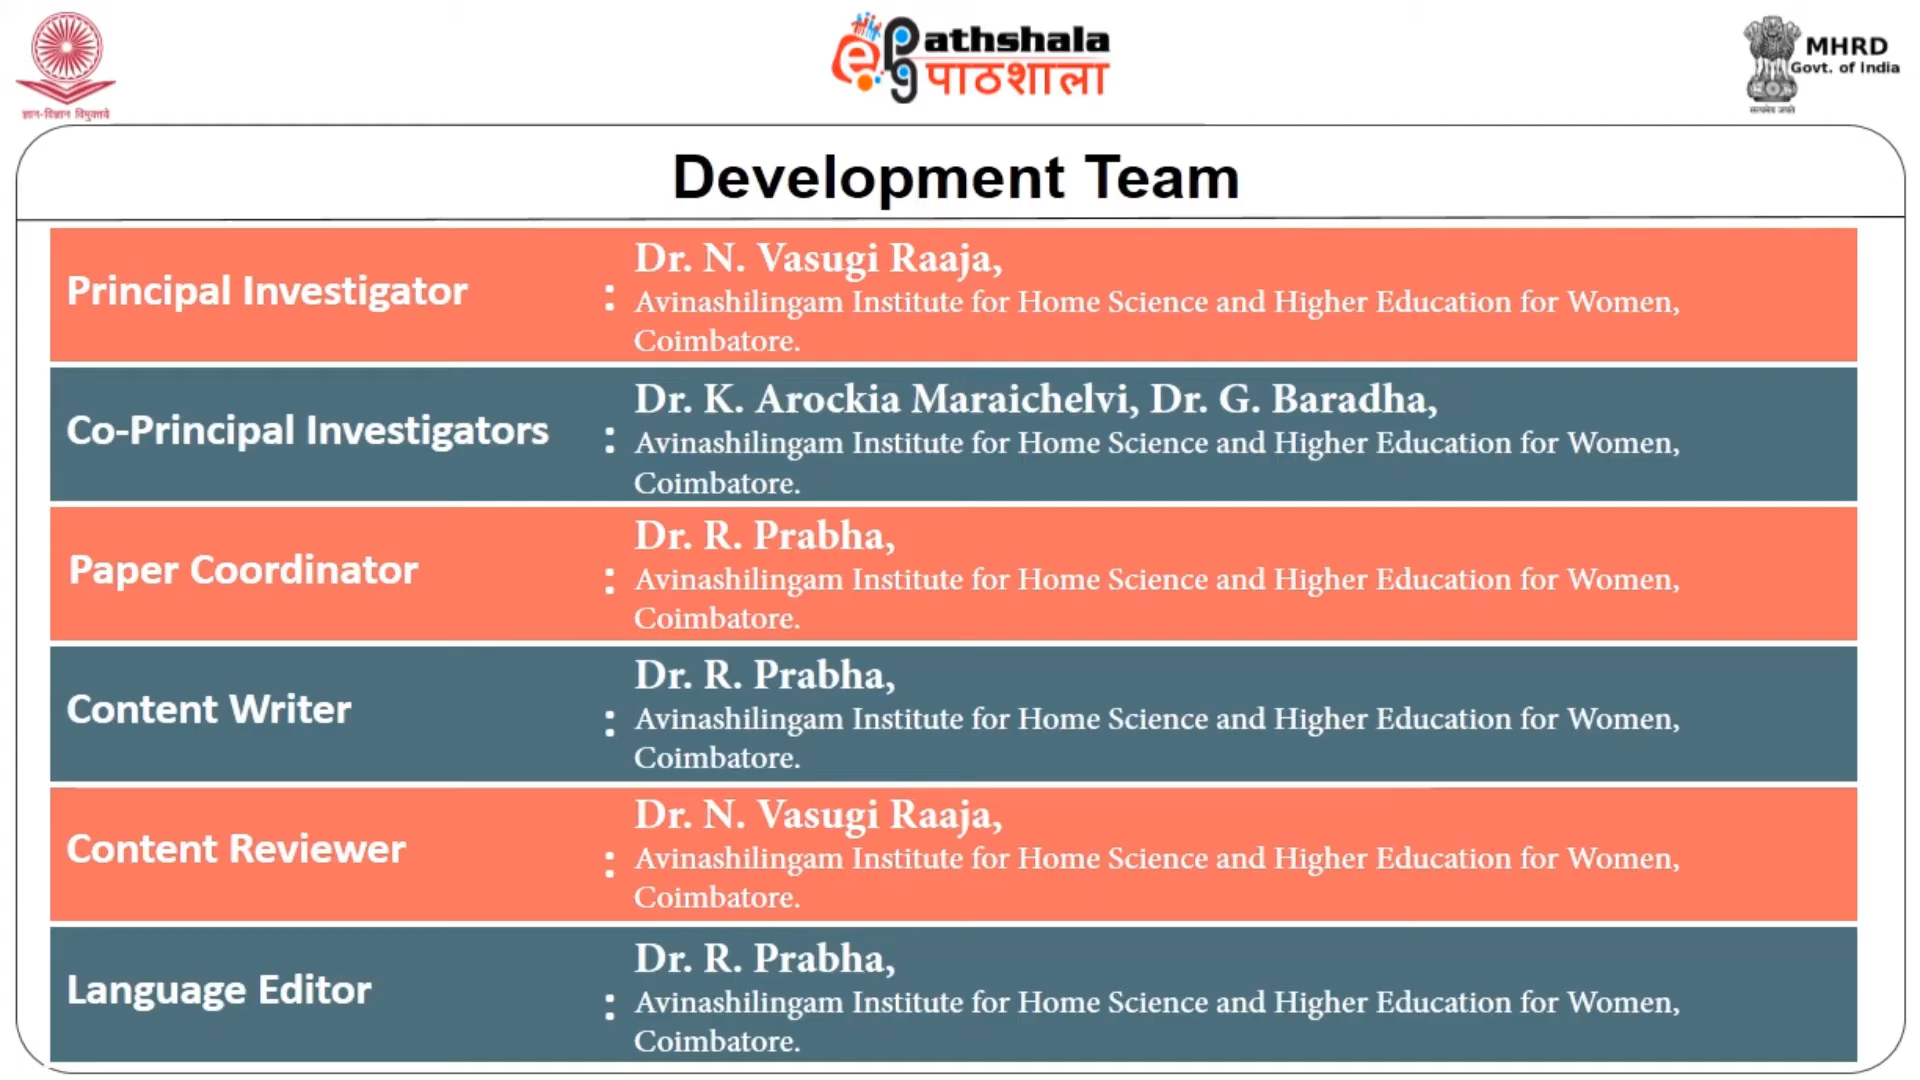 ज्ञान-विज्ञान विमुक्तये
ePG Pathshala
पाठशाला
MHRD
Govt. of India
सत्यमेव जयते
Development Team
Principal Investigator : Dr. N. Vasugi Raaja,
Avinashilingam Institute for Home Science and Higher Education for Women,
Coimbatore.
Co-Principal Investigators : Dr. K. Arockia Maraichelvi, Dr. G. Baradha,
Avinashilingam Institute for Home Science and Higher Education for Women,
Coimbatore.
Paper Coordinator : Dr. R. Prabha,
Avinashilingam Institute for Home Science and Higher Education for Women,
Coimbatore.
Content Writer : Dr. R. Prabha,
Avinashilingam Institute for Home Science and Higher Education for Women,
Coimbatore.
Content Reviewer : Dr. N. Vasugi Raaja,
Avinashilingam Institute for Home Science and Higher Education for Women,
Coimbatore.
Language Editor : Dr. R. Prabha,
Avinashilingam Institute for Home Science and Higher Education for Women,
Coimbatore.